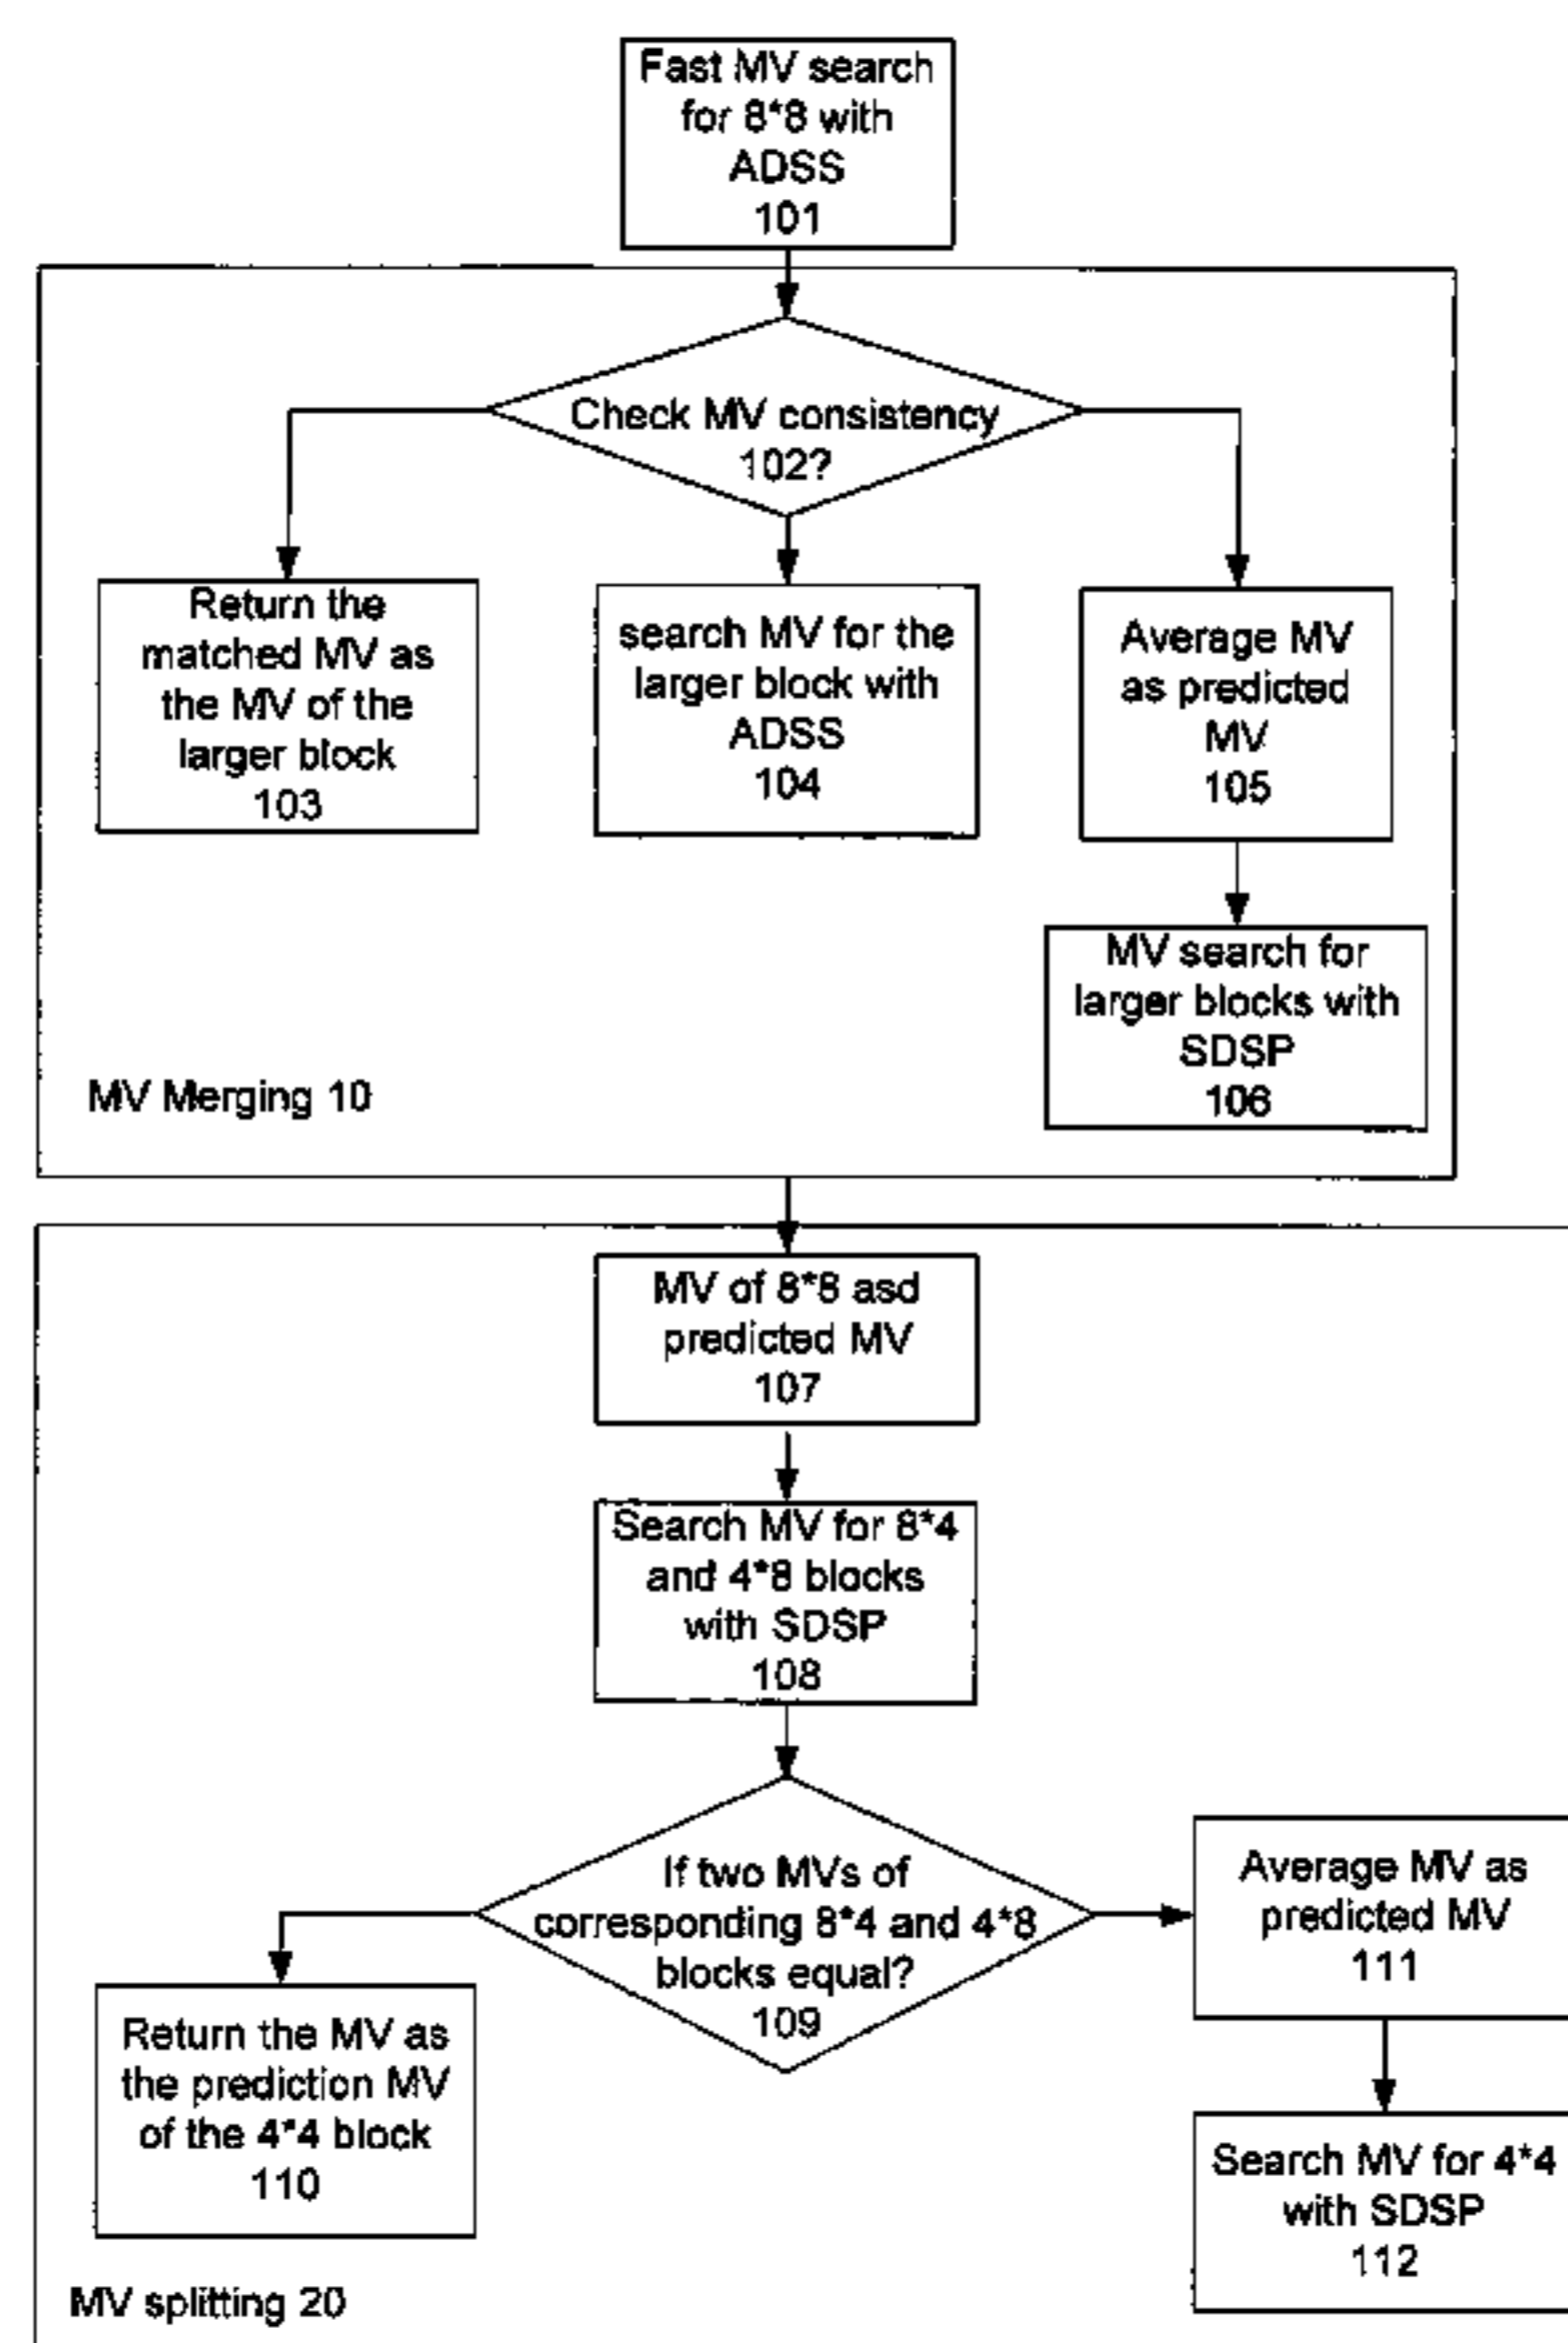 Fast MV search
for 8*8 with
ADSS
101
Check MV consistency
102?
Return the
matched MV as
the MV of the
larger block
103
search MV for the
larger block with
ADSS
104
Average MV
as predicted
MV
105
MV search for
larger blocks with
SDSP
106
MV Merging 10
MV of 8*8 asd
predicted MV
107
Search MV for 8*4
and 4*8 blocks
with SDSP
108
If two MVs of
corresponding 8*4 and 4*8
blocks equal?
109
Average MV as
predicted MV
111
Return the MV as
the prediction MV
of the 4*4 block
110
Search MV for 4*4
with SDSP
112
MV splitting 20